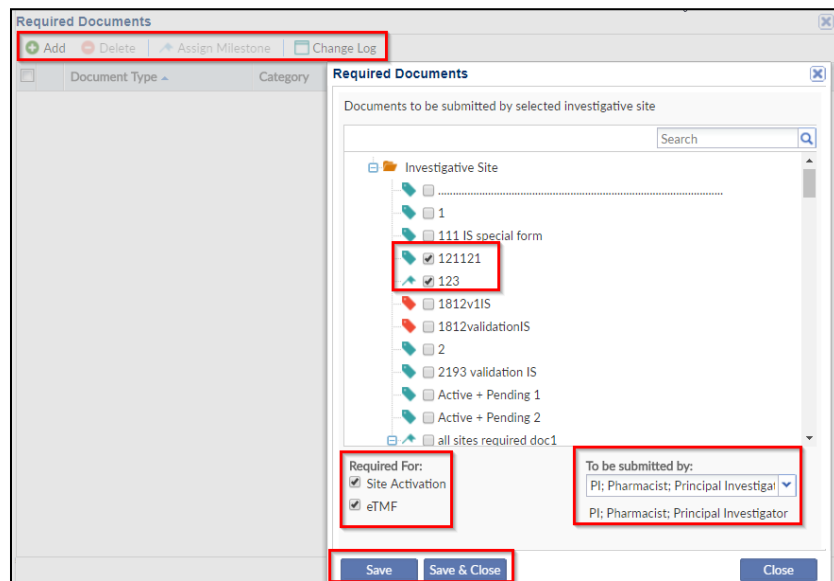 Required Documents
Add Delete Assign Milestone Change Log
Document Type Category
Required Documents
Documents to be submitted by selected investigative site
Search
Investigative Site
................................................................................................
1
111 IS special form
121121
123
1812v1IS
1812validationIS
2
2193 validation IS
Active + Pending 1
Active + Pending 2
all sites required doc1
Required For:
Site Activation
eTMF
To be submitted by:
PI; Pharmacist; Principal Investigat
PI; Pharmacist; Principal Investigator
Save Save & Close Close